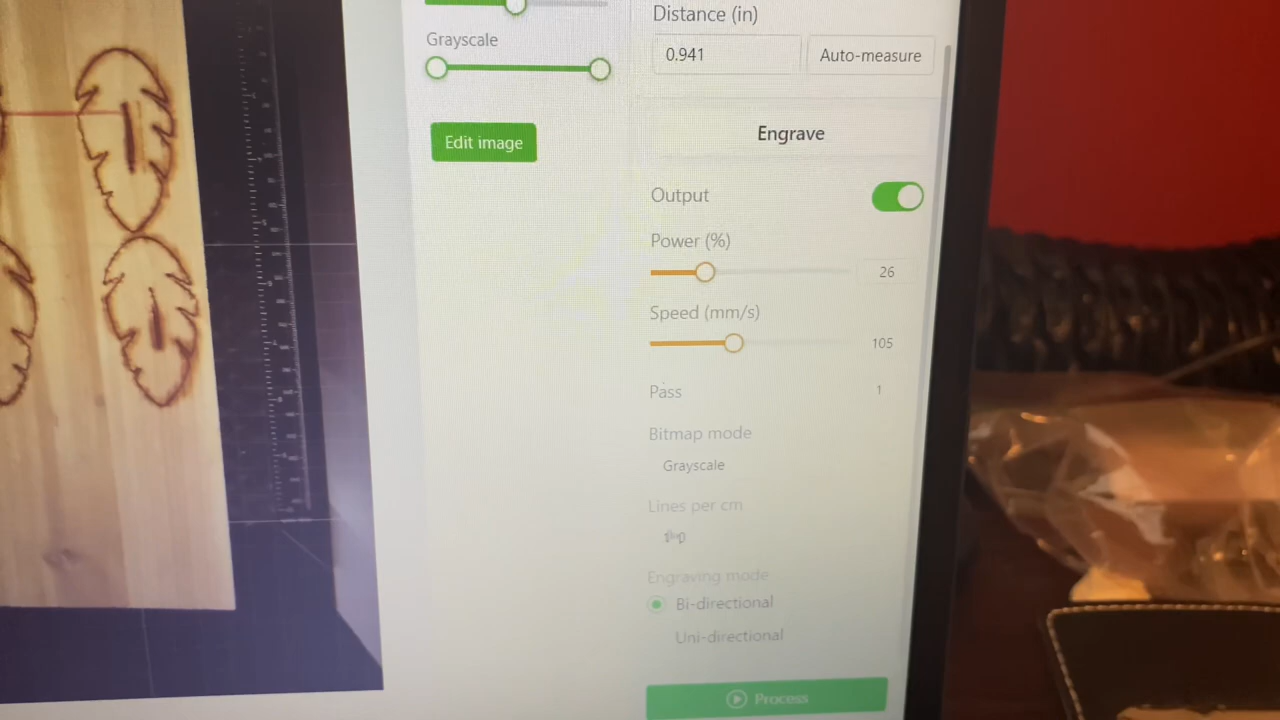 Grayscale
Edit image
Distance (in)
0.941
Auto-measure
Engrave
Output
Power (%)
26
Speed (mm/s)
105
Pass
1
Bitmap mode
Grayscale
Lines per cm
Engraving mode
Bi-directional
Uni-directional
Process